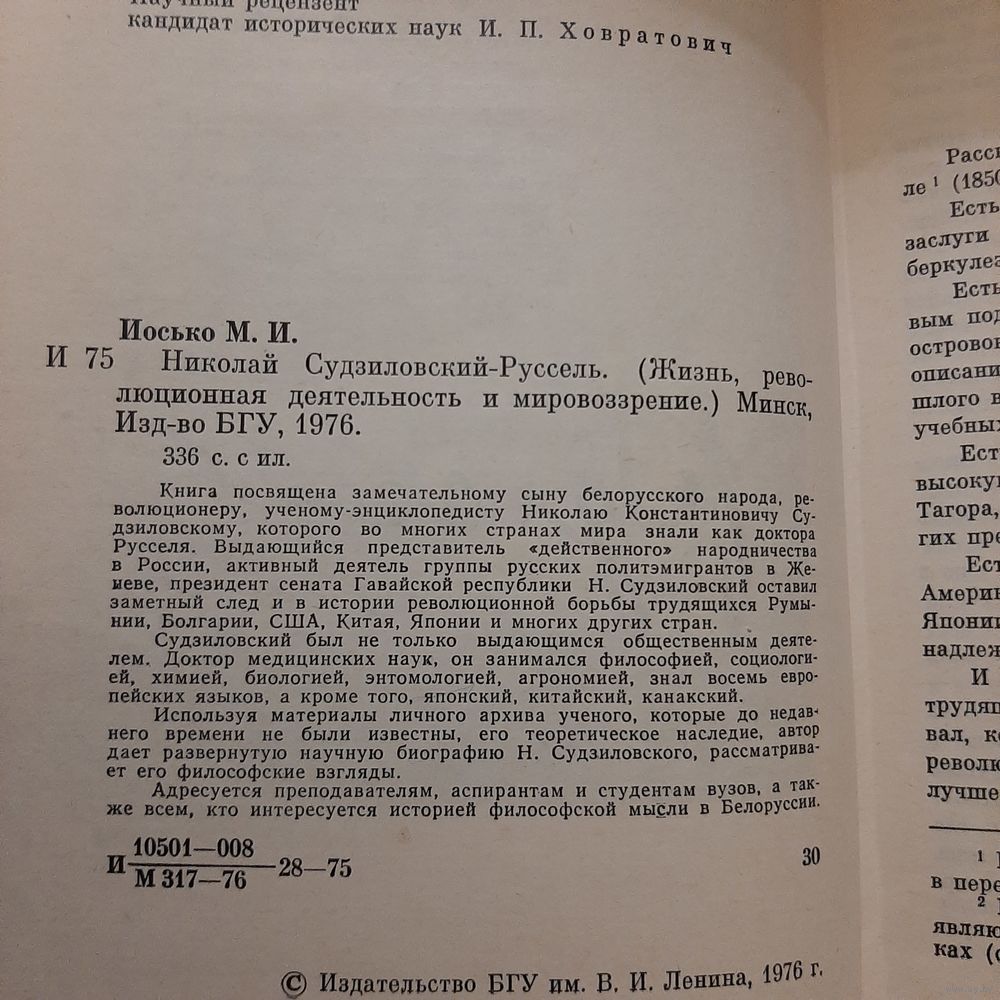 Научный рецензент
кандидат исторических наук И. П. Ховратович
Иосько М. И.
И 75 Николай Судзиловский-Руссель. (Жизнь, рево-
люционная деятельность и мировоззрение.) Минск,
Изд-во БГУ, 1976.
336 с. с ил.
Книга посвящена замечательному сыну белорусского народа, ре-
волюционеру, ученому-энциклопедисту Николаю Константиновичу Су-
дзиловскому, которого во многих странах мира знали как доктора
Русселя. Выдающийся представитель «действенного» народничества
в России, активный деятель группы русских политэмигрантов в Же-
неве, президент сената Гавайской республики Н. Судзиловский оставил
заметный след и в истории революционной борьбы трудящихся Румы-
нии, Болгарии, США, Китая, Японии и многих других стран.
Судзиловский был не только выдающимся общественным деяте-
лем. Доктор медицинских наук, он занимался философией, социологи-
ей, химией, биологией, энтомологией, агрономией, знал восемь евро-
пейских языков, а кроме того, японский, китайский, канакский.
Используя материалы личного архива ученого, которые до недав-
него времени не были известны, его теоретическое наследие, автор
дает развернутую научную биографию Н. Судзиловского, рассматрива-
ет его философские взгляды.
Адресуется преподавателям, аспирантам и студентам вузов, а так-
же всем, кто интересуется историей философской мысли в Белоруссии.
10501—008
И 28—75 30
М 317—76
© Издательство БГУ им. В. И. Ленина, 1976 г.
Расс
ле ¹ (1850
Есть
заслуги
беркулез
Есть
вым под
островов
описани
шлого в
учебных
Ест
высоку
Тагора,
гих пре
Ес
Америк
Японии
надлеж
И
трудящ
вал, к
револю
лучше
¹
в пере
²
являю
ках (